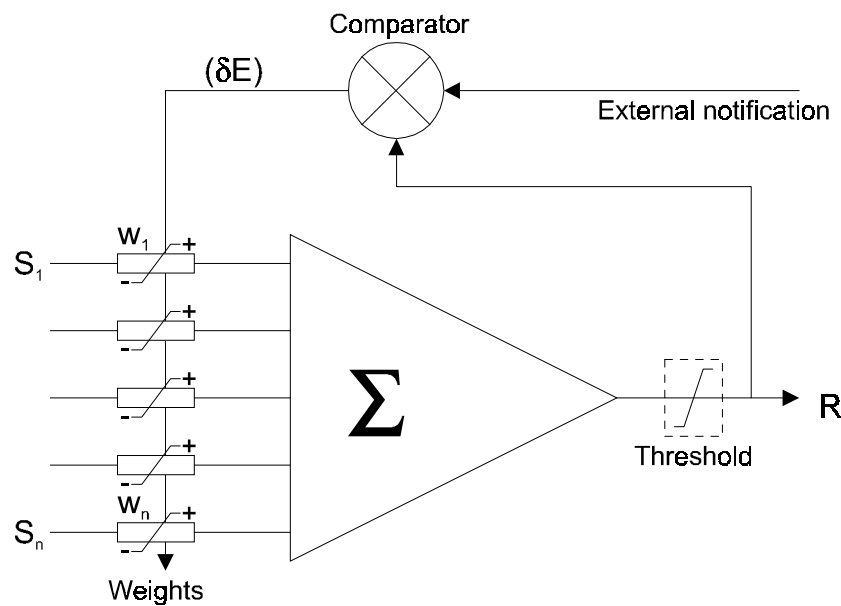 Comparator
(δE)
External notification
w₁
+
S₁
-
+
-
+
-
Σ
R
+
-
Threshold
wₙ
+
Sₙ
-
Weights